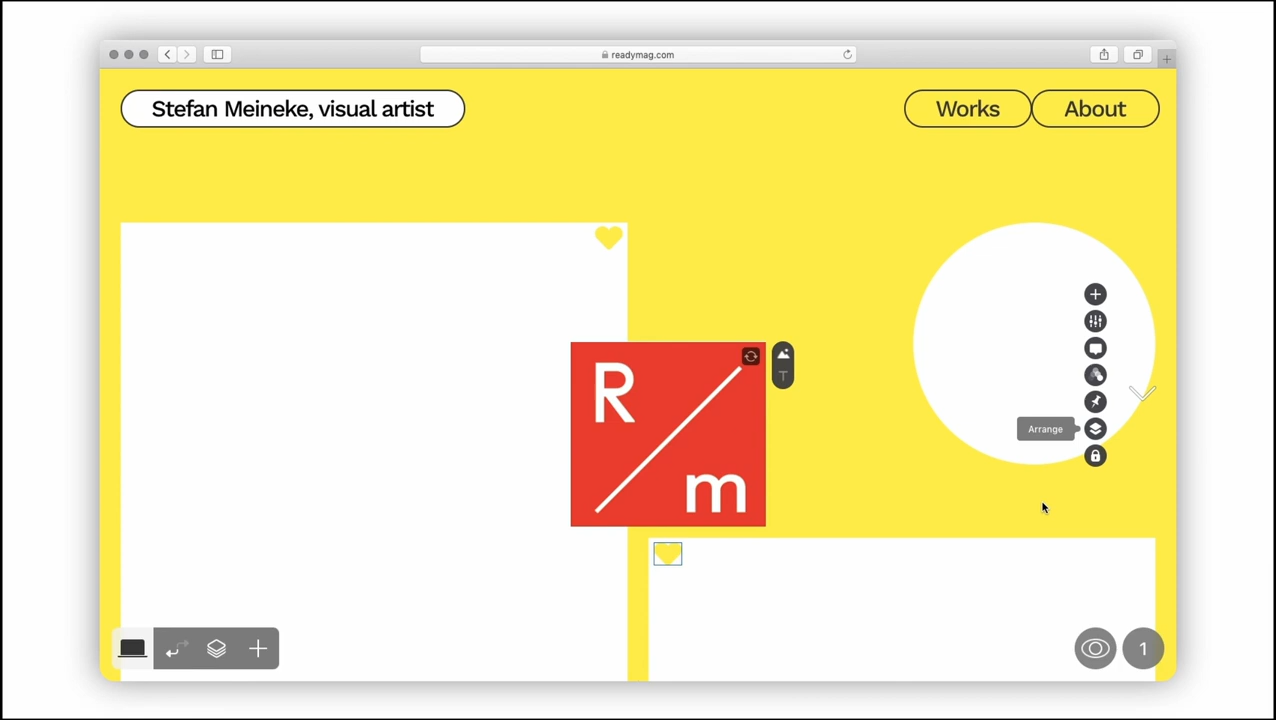 readymag.com
Stefan Meineke, visual artist
Works
About
R
m
T
Arrange
1